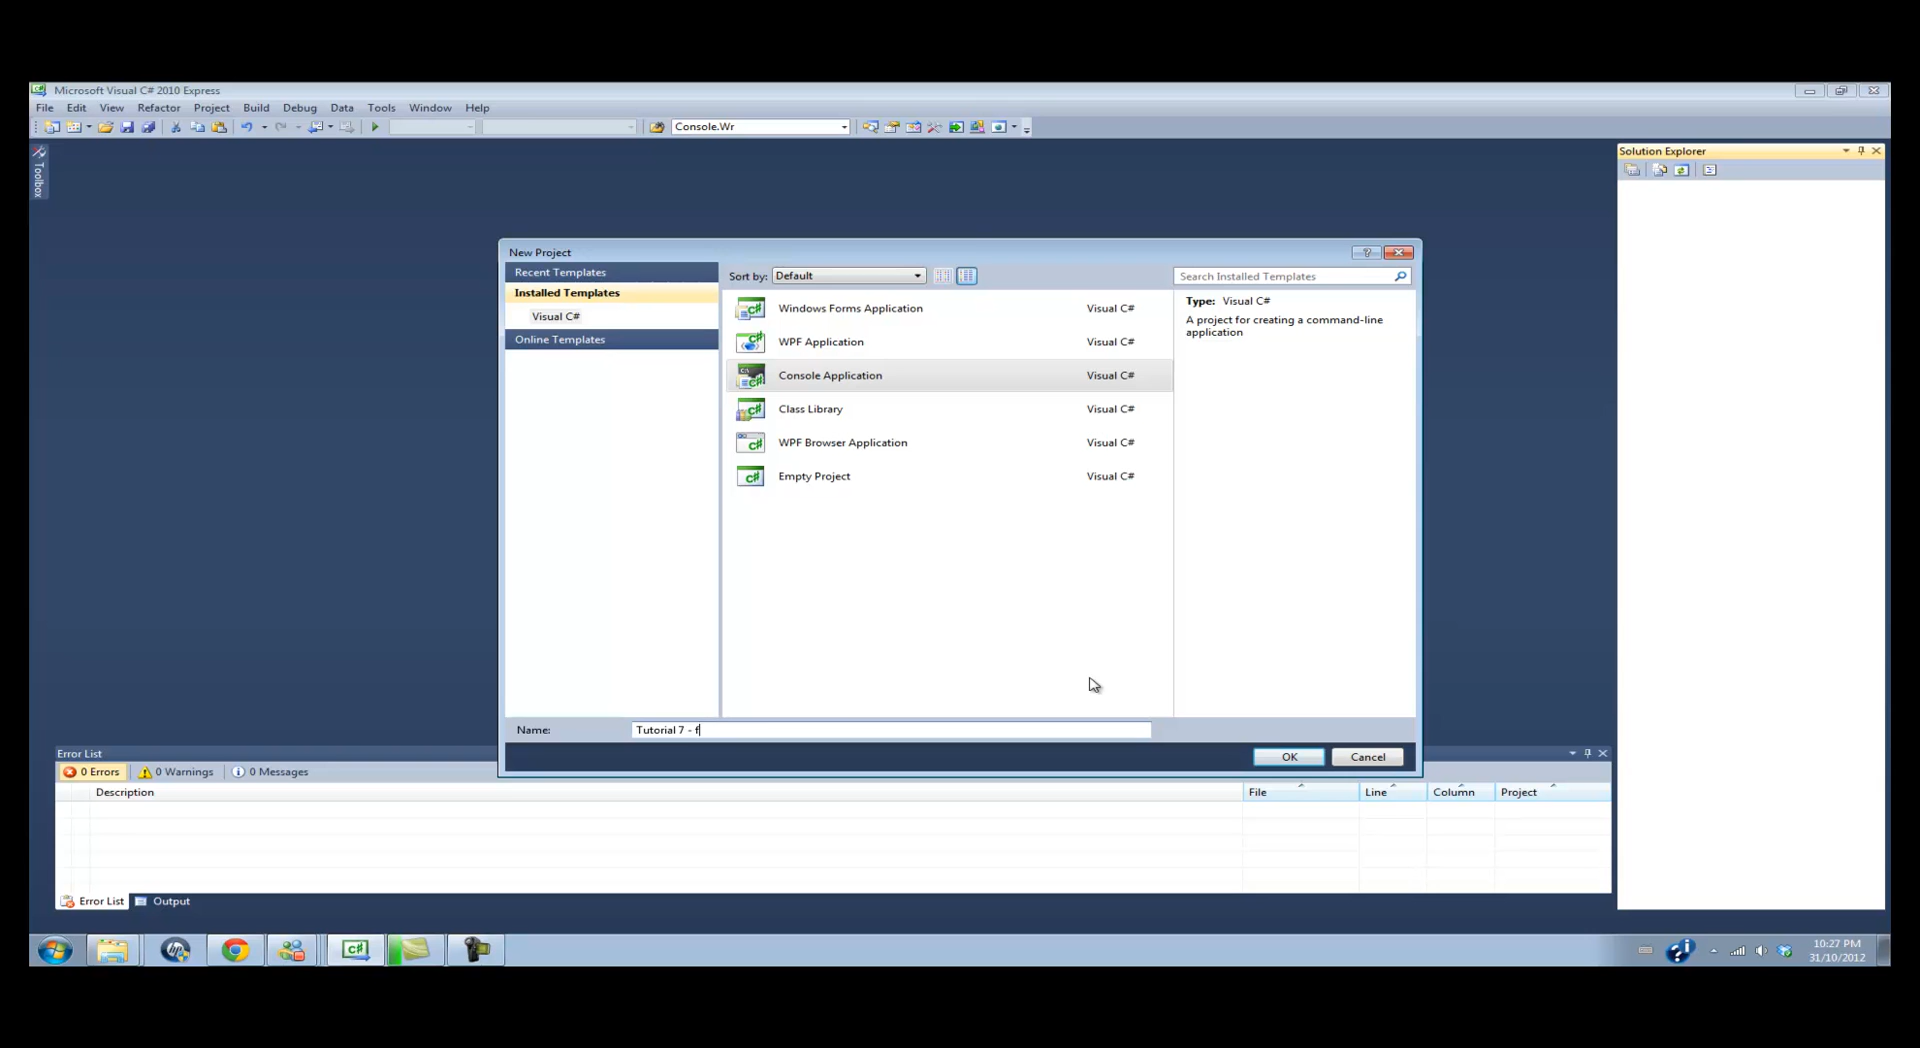 Microsoft Visual C# 2010 Express
File Edit View Refactor Project Build Debug Data Tools Window Help
Console.Wr
Toolbox
Solution Explorer
New Project
Recent Templates
Installed Templates
Visual C#
Online Templates
Sort by: Default
Search Installed Templates
Windows Forms Application Visual C#
WPF Application Visual C#
Console Application Visual C#
Class Library Visual C#
WPF Browser Application Visual C#
Empty Project Visual C#
Type: Visual C#
A project for creating a command-line
application
Name: Tutorial 7 - f
OK Cancel
Error List
0 Errors 0 Warnings 0 Messages
Description File Line Column Project
Error List Output
10:27 PM
31/10/2012